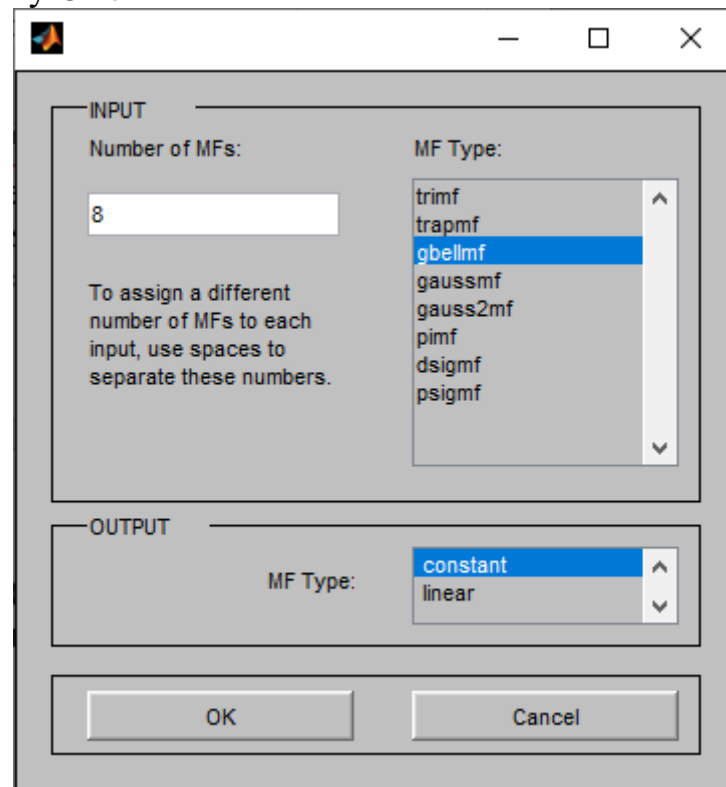 INPUT
Number of MFs:
8
To assign a different
number of MFs to each
input, use spaces to
separate these numbers.
MF Type:
trimf
trapmf
gbellmf
gaussmf
gauss2mf
pimf
dsigmf
psigmf
OUTPUT
MF Type:
constant
linear
OK
Cancel